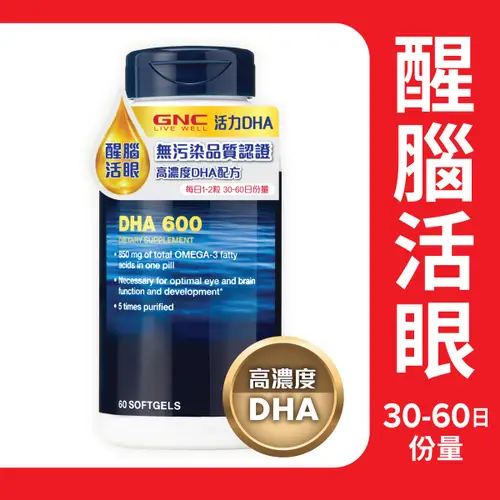 GNC
LIVE WELL
活力DHA
醒腦
活眼
無污染品質認證
高濃度DHA配方
每日1-2粒 30-60日份量
DHA 600
DIETARY SUPPLEMENT
• 850 mg of total OMEGA-3 fatty
acids in one pill
• Necessary for optimal eye and brain
function and development*
• 5 times purified
60 SOFTGELS
高濃度
DHA
醒腦活眼
30-60日
份量